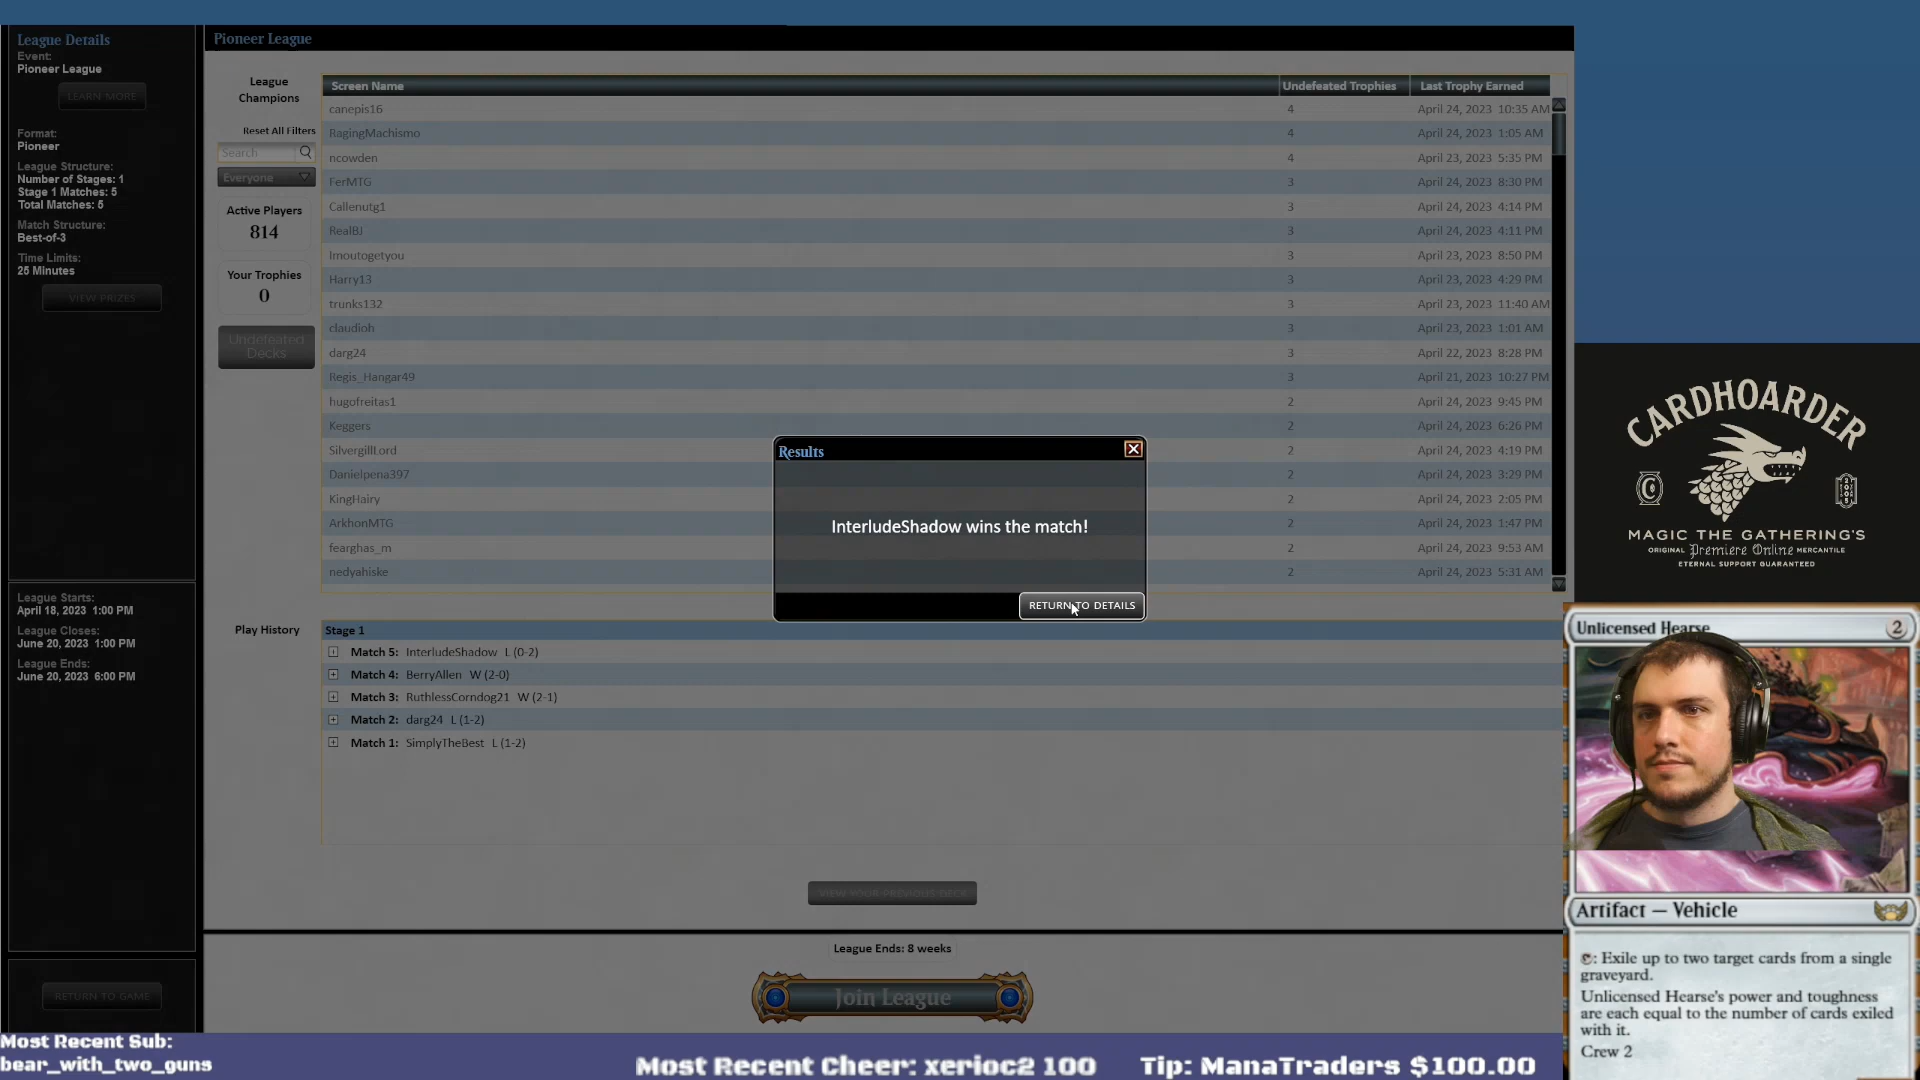 League Details
Event:
Pioneer League
LEARN MORE
Format:
Pioneer
League Structure:
Number of Stages: 1
Stage 1 Matches: 5
Total Matches: 5
Match Structure:
Best-of-3
Time Limits:
25 Minutes
VIEW PRIZES
League Starts:
April 18, 2023 1:00 PM
League Closes:
June 20, 2023 1:00 PM
League Ends:
June 20, 2023 6:00 PM
RETURN TO GAME
Pioneer League
League
Champions
Reset All Filters
Search
Everyone
Active Players
814
Your Trophies
0
Undefeated
Decks
Screen Name Undefeated Trophies Last Trophy Earned
canepis16 4 April 24, 2023 10:35 AM
RagingMachismo 4 April 24, 2023 1:05 AM
ncowden 4 April 23, 2023 5:35 PM
FerMTG 3 April 24, 2023 8:30 PM
Callenutg1 3 April 24, 2023 4:14 PM
RealBJ 3 April 24, 2023 4:11 PM
Imoutogetyou 3 April 23, 2023 8:50 PM
Harry13 3 April 23, 2023 4:29 PM
trunks132 3 April 23, 2023 11:40 AM
claudioh 3 April 23, 2023 1:01 AM
darg24 3 April 22, 2023 8:28 PM
Regis_Hangar49 3 April 21, 2023 10:27 PM
hugofreitas1 2 April 24, 2023 9:45 PM
Keggers 2 April 24, 2023 6:26 PM
SilvergillLord 2 April 24, 2023 4:19 PM
Danielpena397 2 April 24, 2023 3:29 PM
KingHairy 2 April 24, 2023 2:05 PM
ArkhonMTG 2 April 24, 2023 1:47 PM
fearghas_m 2 April 24, 2023 9:53 AM
nedyahiske 2 April 24, 2023 5:31 AM
Results
InterludeShadow wins the match!
RETURN TO DETAILS
Play History
Stage 1
Match 5: InterludeShadow L (0-2)
Match 4: BerryAllen W (2-0)
Match 3: RuthlessCorndog21 W (2-1)
Match 2: darg24 L (1-2)
Match 1: SimplyTheBest L (1-2)
VIEW YOUR PREVIOUS DECK
League Ends: 8 weeks
Join League
CARDHOARDER
MAGIC THE GATHERING'S
ORIGINAL Premiere Online MERCANTILE
ETERNAL SUPPORT GUARANTEED
Unlicensed Hearse 2
Artifact — Vehicle
: Exile up to two target cards from a single
graveyard.
Unlicensed Hearse's power and toughness
are each equal to the number of cards exiled
with it.
Crew 2
Most Recent Sub:
bear_with_two_guns
Most Recent Cheer: xerioc2 100
Tip: ManaTraders $100.00